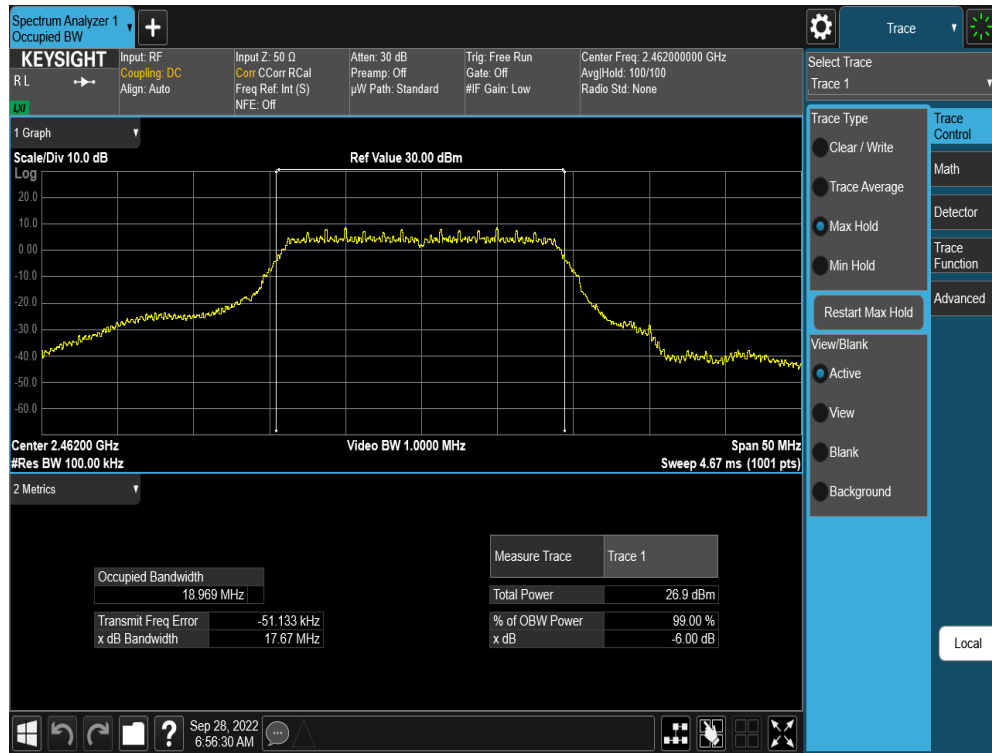 Spectrum Analyzer 1
Occupied BW
Trace
KEYSIGHT
R L
LXI
Input: RF
Coupling: DC
Align: Auto
Input Z: 50 Ω
Corr CCorr RCal
Freq Ref: Int (S)
NFE: Off
Atten: 30 dB
Preamp: Off
µW Path: Standard
Trig: Free Run
Gate: Off
#IF Gain: Low
Center Freq: 2.462000000 GHz
Avg|Hold: 100/100
Radio Std: None
Select Trace
Trace 1
1 Graph
Scale/Div 10.0 dB
Ref Value 30.00 dBm
Log
20.0
10.0
0.00
-10.0
-20.0
-30.0
-40.0
-50.0
-60.0
Center 2.46200 GHz
Video BW 1.0000 MHz
Span 50 MHz
#Res BW 100.00 kHz
Sweep 4.67 ms (1001 pts)
2 Metrics
Occupied Bandwidth
18.969 MHz
Transmit Freq Error -51.133 kHz
x dB Bandwidth 17.67 MHz
Measure Trace Trace 1
Total Power 26.9 dBm
% of OBW Power 99.00 %
x dB -6.00 dB
Trace Type
Clear / Write
Trace Average
Max Hold
Min Hold
Restart Max Hold
View/Blank
Active
View
Blank
Background
Trace
Control
Math
Detector
Trace
Function
Advanced
Local
Sep 28, 2022
6:56:30 AM